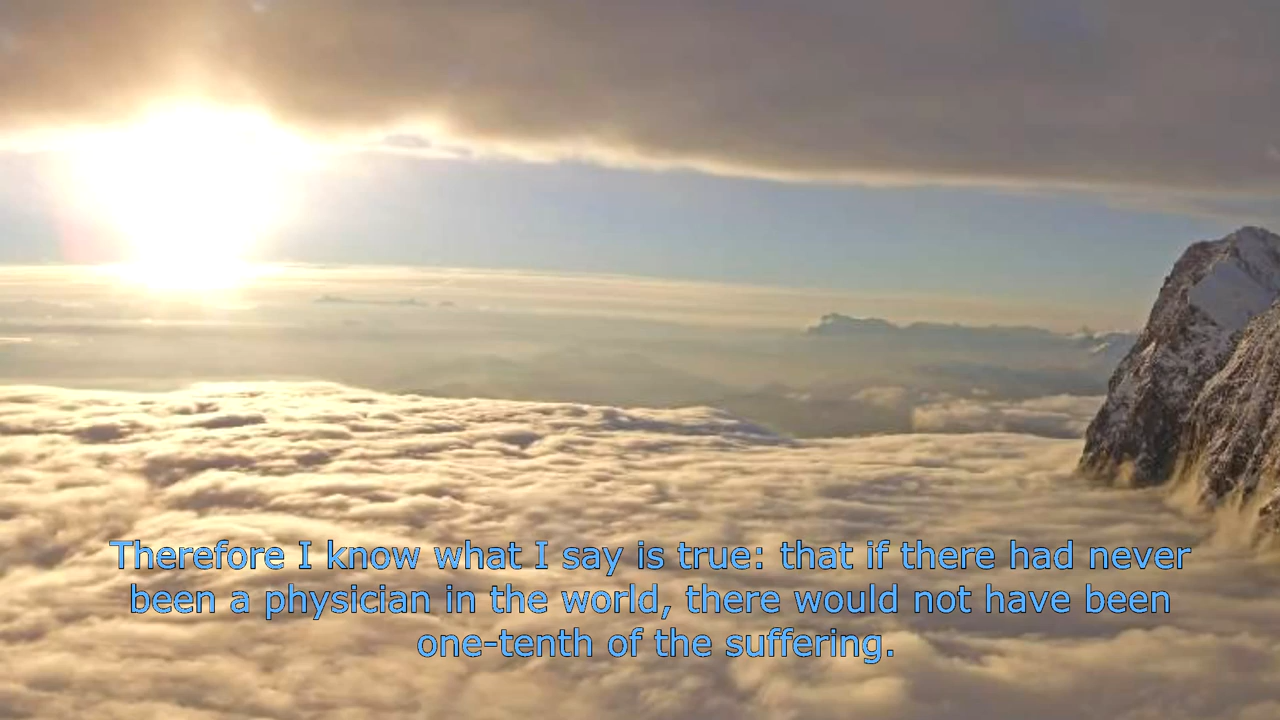 Therefore I know what I say is true: that if there had never
been a physician in the world, there would not have been
one-tenth of the suffering.